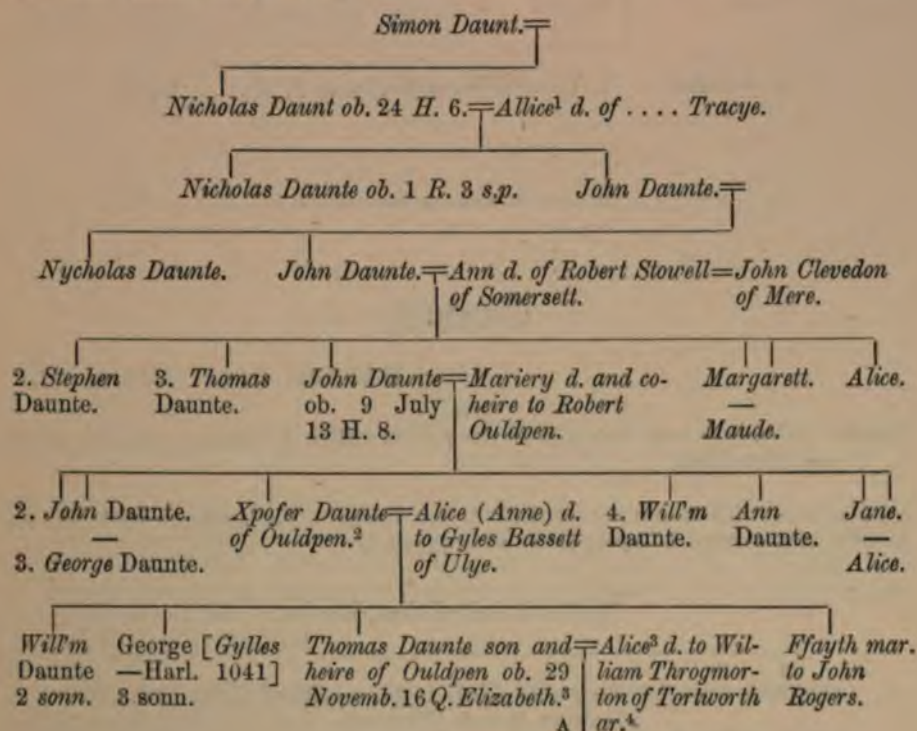 Simon Daunt.
Nicholas Daunt ob. 24 H. 6.=Allice¹ d. of .... Tracye.
Nicholas Daunte ob. 1 R. 3 s.p. John Daunte.=
Nycholas Daunte. John Daunte.=Ann d. of Robert Stowell=John Clevedon
of Somersett. of Mere.
2. Stephen 3. Thomas John Daunte=Mariery d. and co- Margarett. Alice.
Daunte. Daunte. ob. 9 July heire to Robert —
13 H. 8. Ouldpen. Maude.
2. John Daunte. Xpofer Daunte=Alice (Anne) d. 4. Will'm Ann Jane.
— of Ouldpen.² to Gyles Bassett Daunte. Daunte. —
3. George Daunte. of Ulye. Alice.
Will'm George [Gylles Thomas Daunte son and=Alice³ d. to Wil- Ffayth mar.
Daunte —Harl. 1041] heire of Ouldpen ob. 29 liam Throgmor- to John
2 sonn. 3 sonn. Novemb. 16 Q. Elizabeth.³ ton of Tortworth Rogers.
A ar.⁴